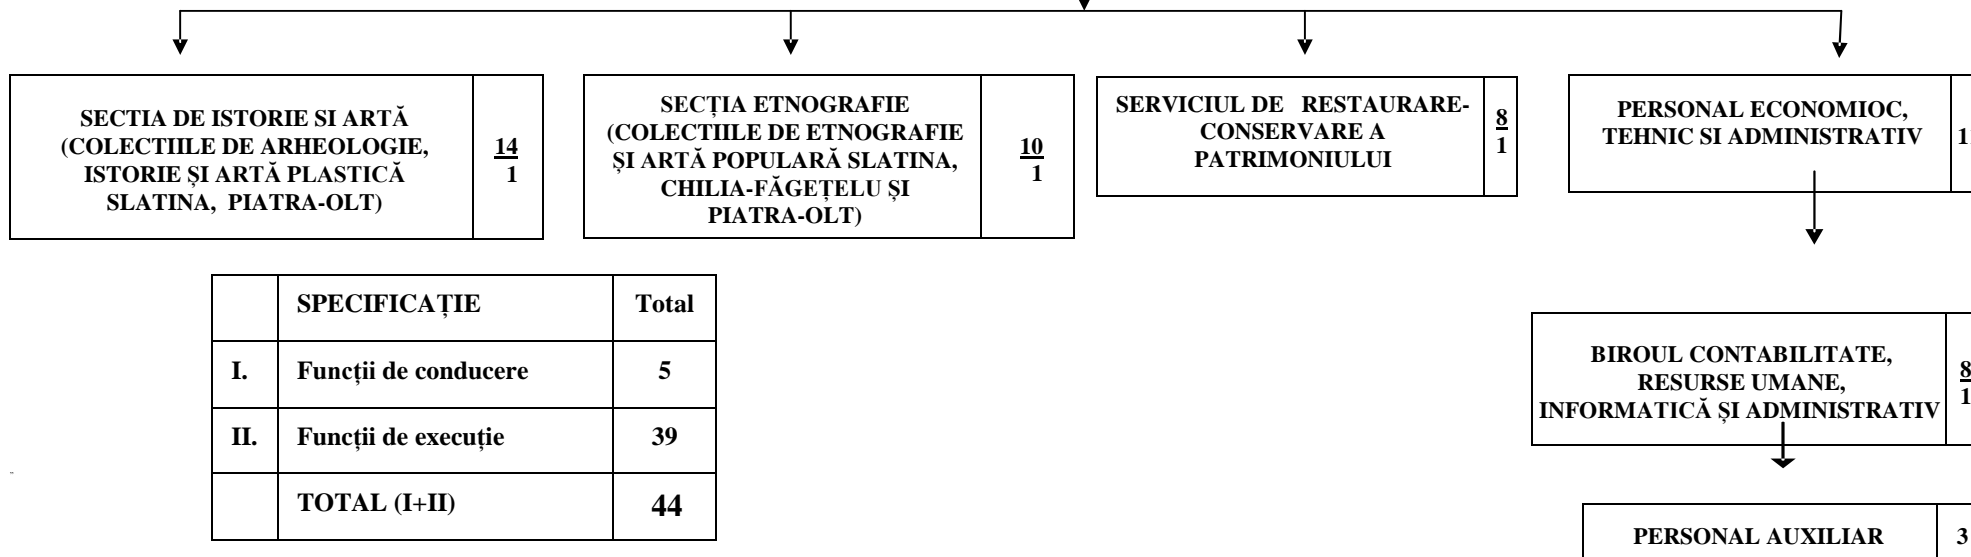 SECTIA DE ISTORIE SI ARTĂ
(COLECTIILE DE ARHEOLOGIE,
ISTORIE ȘI ARTĂ PLASTICĂ
SLATINA, PIATRA-OLT)
14
1
SECȚIA ETNOGRAFIE
(COLECTIILE DE ETNOGRAFIE
ȘI ARTĂ POPULARĂ SLATINA,
CHILIA-FĂGEȚELU ȘI
PIATRA-OLT)
10
1
SERVICIUL DE RESTAURARE-
CONSERVARE A
PATRIMONIULUI
8
1
PERSONAL ECONOMIOC,
TEHNIC SI ADMINISTRATIV
SPECIFICAȚIE Total
I. Funcții de conducere 5
II. Funcții de execuție 39
TOTAL (I+II) 44
BIROUL CONTABILITATE,
RESURSE UMANE,
INFORMATICĂ ȘI ADMINISTRATIV
8
1
PERSONAL AUXILIAR 3